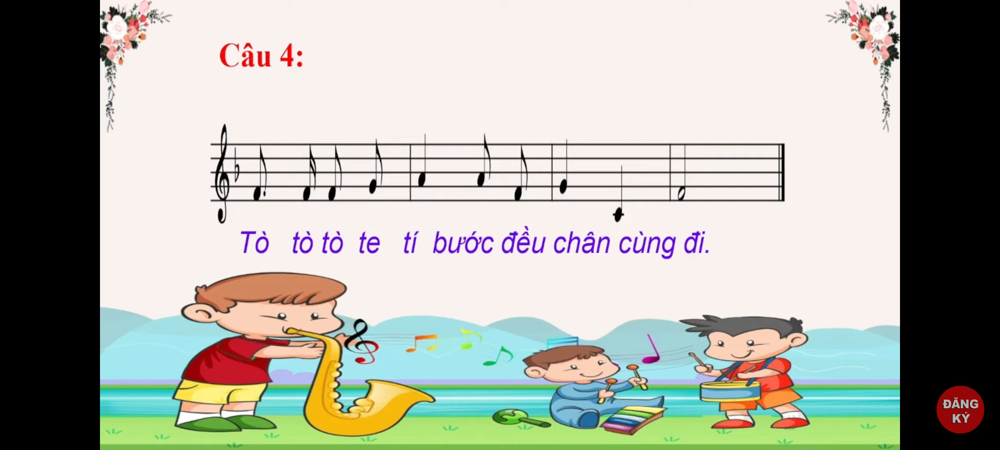 Câu 4:
Tò tò tò te tí bước đều chân cùng đi.
ĐĂNG
KÝ